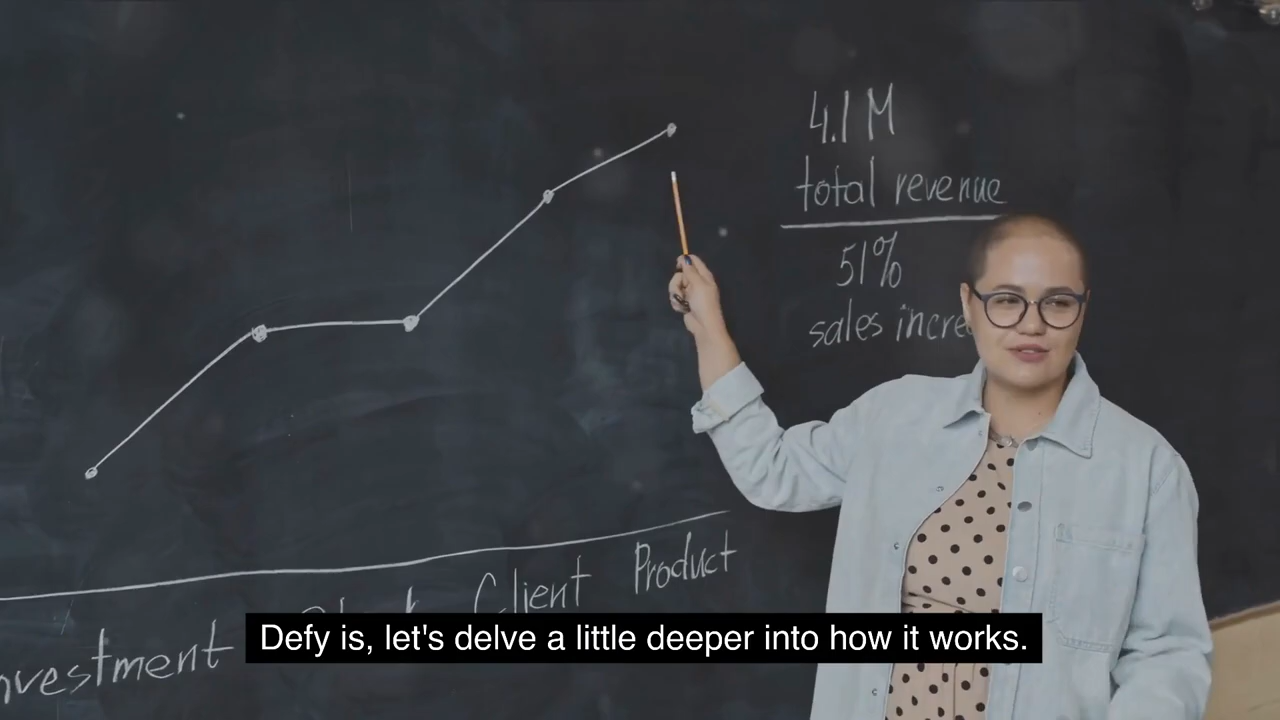 4.1 M
total revenue
51%
sales incre
Client Product
nvestment
Defy is, let's delve a little deeper into how it works.